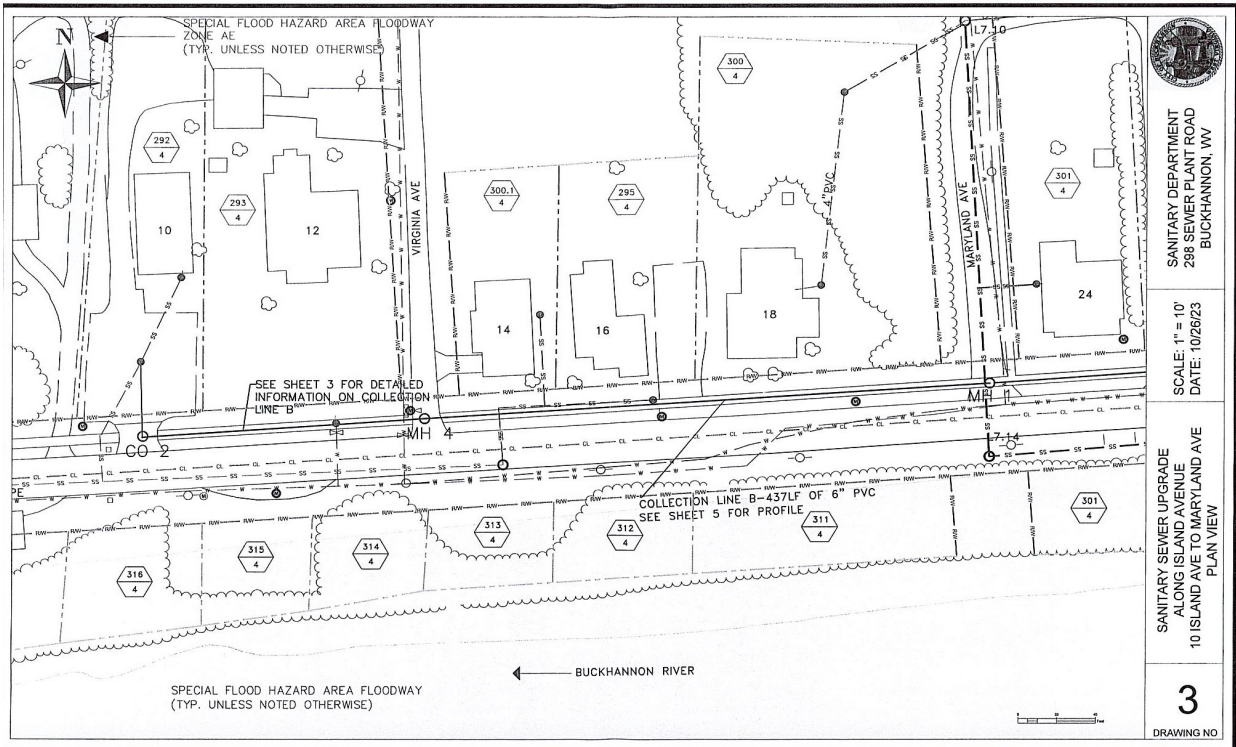 SPECIAL FLOOD HAZARD AREA FLOODWAY
ZONE AE
(TYP. UNLESS NOTED OTHERWISE)
N
L7.10
300
4
292
4
293
4
300.1
4
295
4
301
4
VIRGINIA AVE
MARYLAND AVE
4"PVC
10
12
14
16
18
24
SEE SHEET 3 FOR DETAILED
INFORMATION ON COLLECTION
LINE B
CO 2
MH 4
MH 1
L7.14
COLLECTION LINE B-437LF OF 6" PVC
SEE SHEET 5 FOR PROFILE
316
4
315
4
314
4
313
4
312
4
311
4
301
4
BUCKHANNON RIVER
SPECIAL FLOOD HAZARD AREA FLOODWAY
(TYP. UNLESS NOTED OTHERWISE)
SANITARY DEPARTMENT
298 SEWER PLANT ROAD
BUCKHANNON, WV
SCALE: 1" = 10'
DATE: 10/26/23
SANITARY SEWER UPGRADE
ALONG ISLAND AVENUE
10 ISLAND AVE TO MARYLAND AVE
PLAN VIEW
3
DRAWING NO